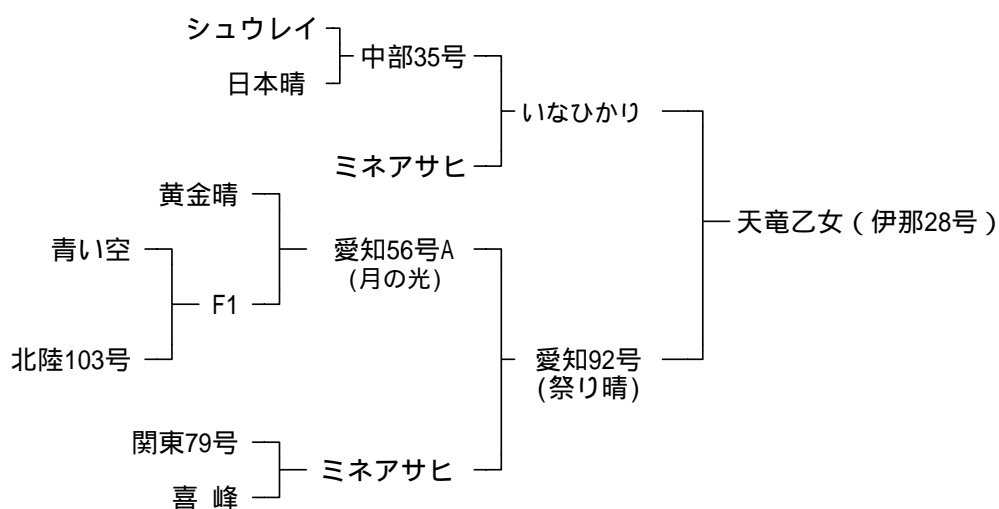 シュウレイ
中部35号
日本晴
いなひかり
ミネアサヒ
黄金晴
天竜乙女（伊那28号）
青い空
愛知56号A
(月の光)
F1
北陸103号
愛知92号
(祭り晴)
関東79号
ミネアサヒ
喜 峰